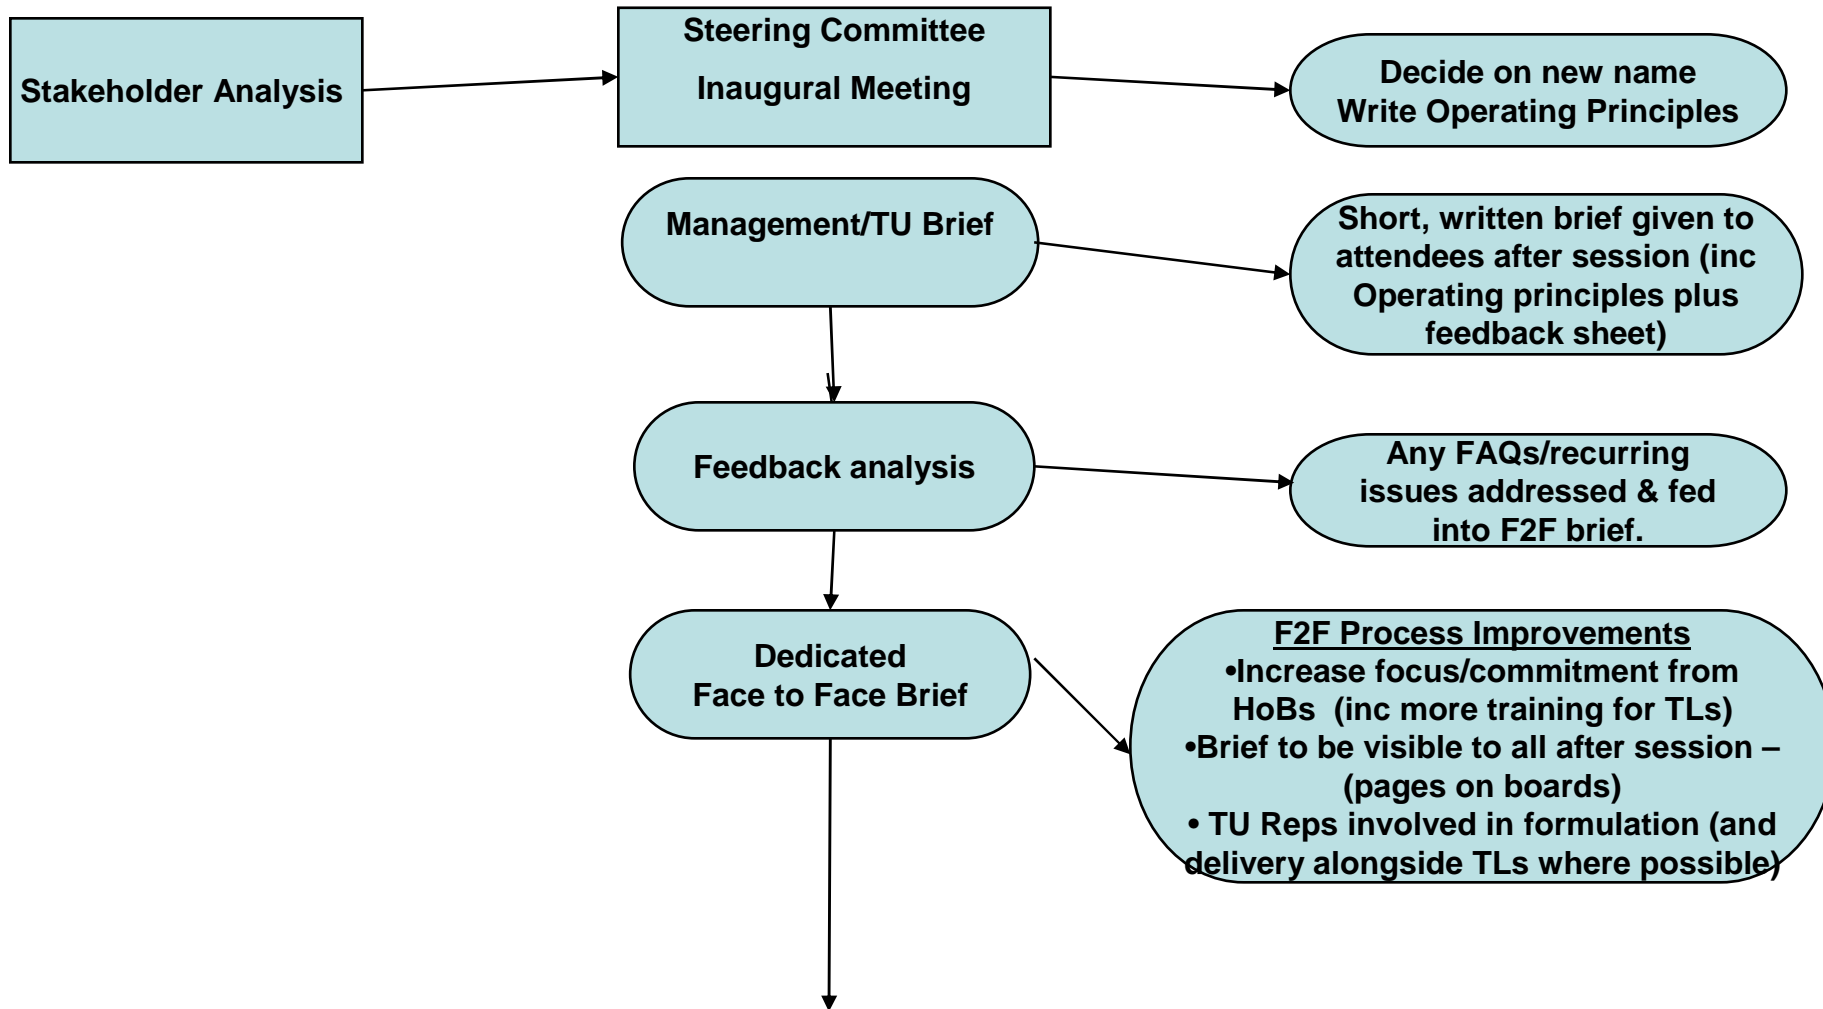 Stakeholder Analysis
Steering Committee
Inaugural Meeting
Decide on new name
Write Operating Principles
Management/TU Brief
Short, written brief given to
attendees after session (inc
Operating principles plus
feedback sheet)
Feedback analysis
Any FAQs/recurring
issues addressed & fed
into F2F brief.
Dedicated
Face to Face Brief
F2F Process Improvements
•Increase focus/commitment from
HoBs  (inc more training for TLs)
•Brief to be visible to all after session –
(pages on boards)
• TU Reps involved in formulation (and
delivery alongside TLs where possible)